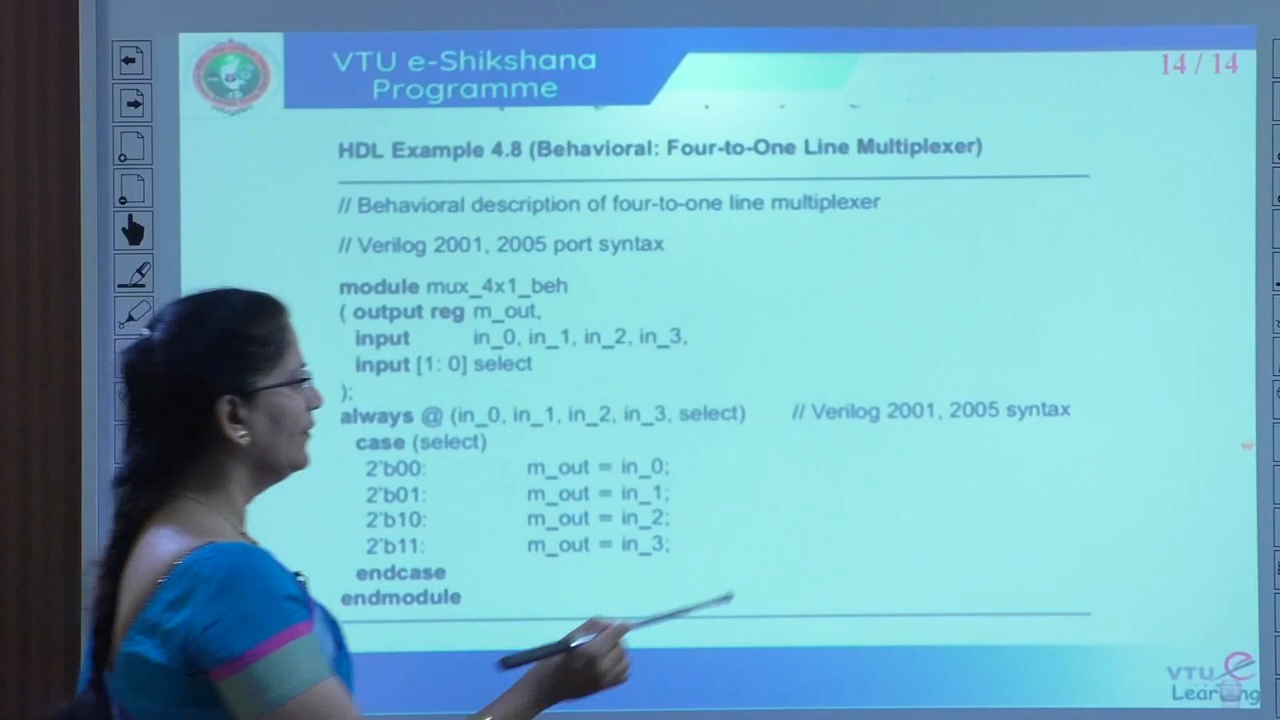 VTU e-Shikshana
Programme
14 / 14
HDL Example 4.8 (Behavioral: Four-to-One Line Multiplexer)
// Behavioral description of four-to-one line multiplexer
// Verilog 2001, 2005 port syntax
module mux_4x1_beh
( output reg m_out,
input in_0, in_1, in_2, in_3,
input [1: 0] select
);
always @ (in_0, in_1, in_2, in_3, select) // Verilog 2001, 2005 syntax
case (select)
2'b00: m_out = in_0;
2'b01: m_out = in_1;
2'b10: m_out = in_2;
2'b11: m_out = in_3;
endcase
endmodule
VTU e
Learning